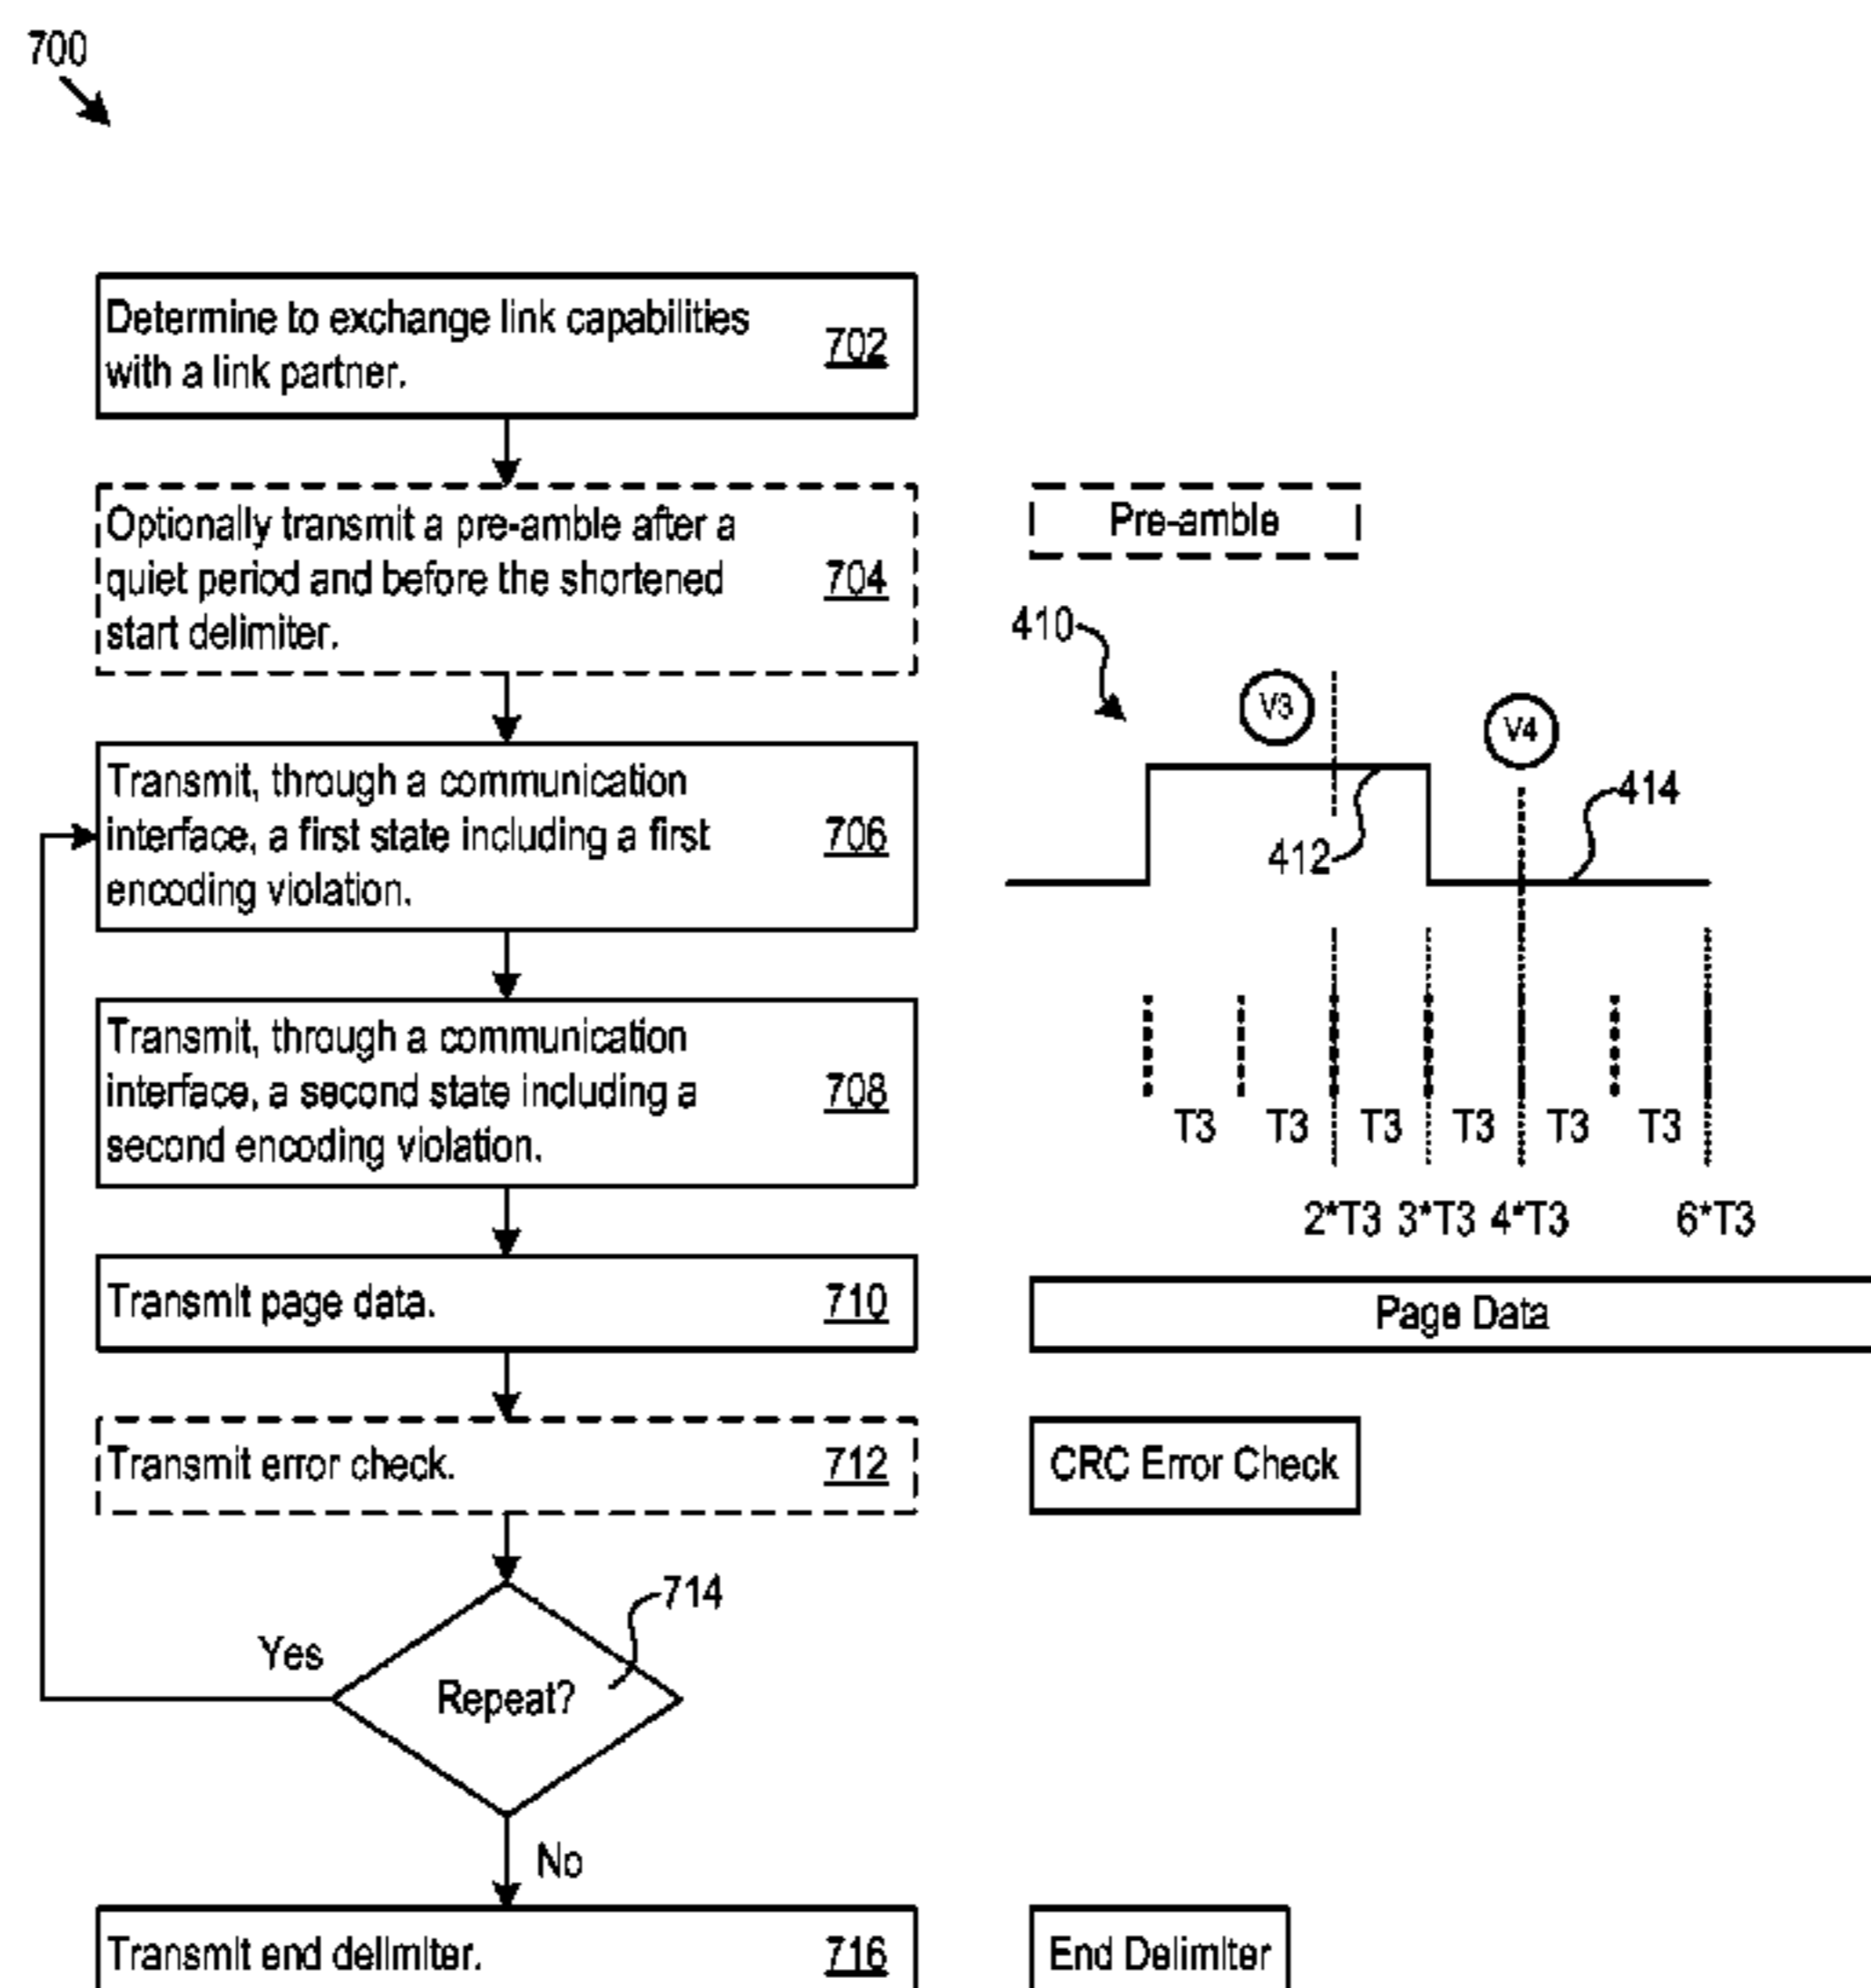 700
Determine to exchange link capabilities
with a link partner.
702
Optionally transmit a pre-amble after a
quiet period and before the shortened
start delimiter.
704
Pre-amble
410
V3
V4
414
412
Transmit, through a communication
interface, a first state including a first
encoding violation.
706
Transmit, through a communication
interface, a second state including a
second encoding violation.
708
T3 T3 T3 T3 T3 T3
2*T3 3*T3 4*T3 6*T3
Transmit page data.
710
Page Data
Transmit error check.
712
CRC Error Check
714
Yes
Repeat?
No
Transmit end delimiter.
716
End Delimiter